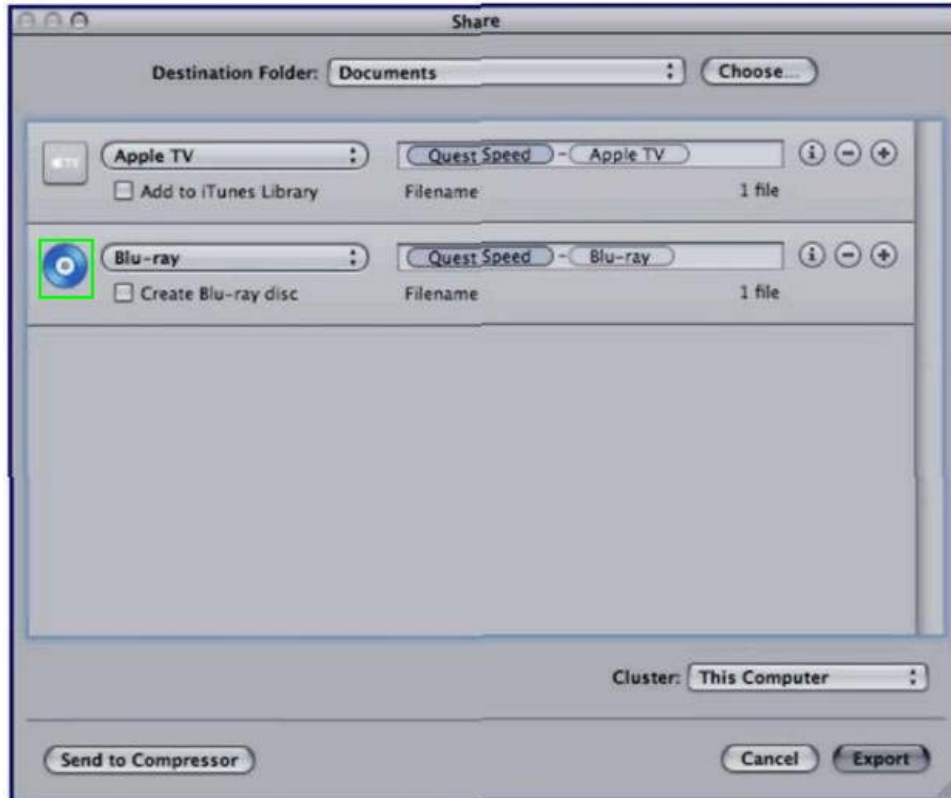 Share
Destination Folder: Documents Choose...
Apple TV Quest Speed - Apple TV
Add to iTunes Library Filename 1 file
Blu-ray Quest Speed - Blu-ray
Create Blu-ray disc Filename 1 file
Cluster: This Computer
Send to Compressor Cancel Export